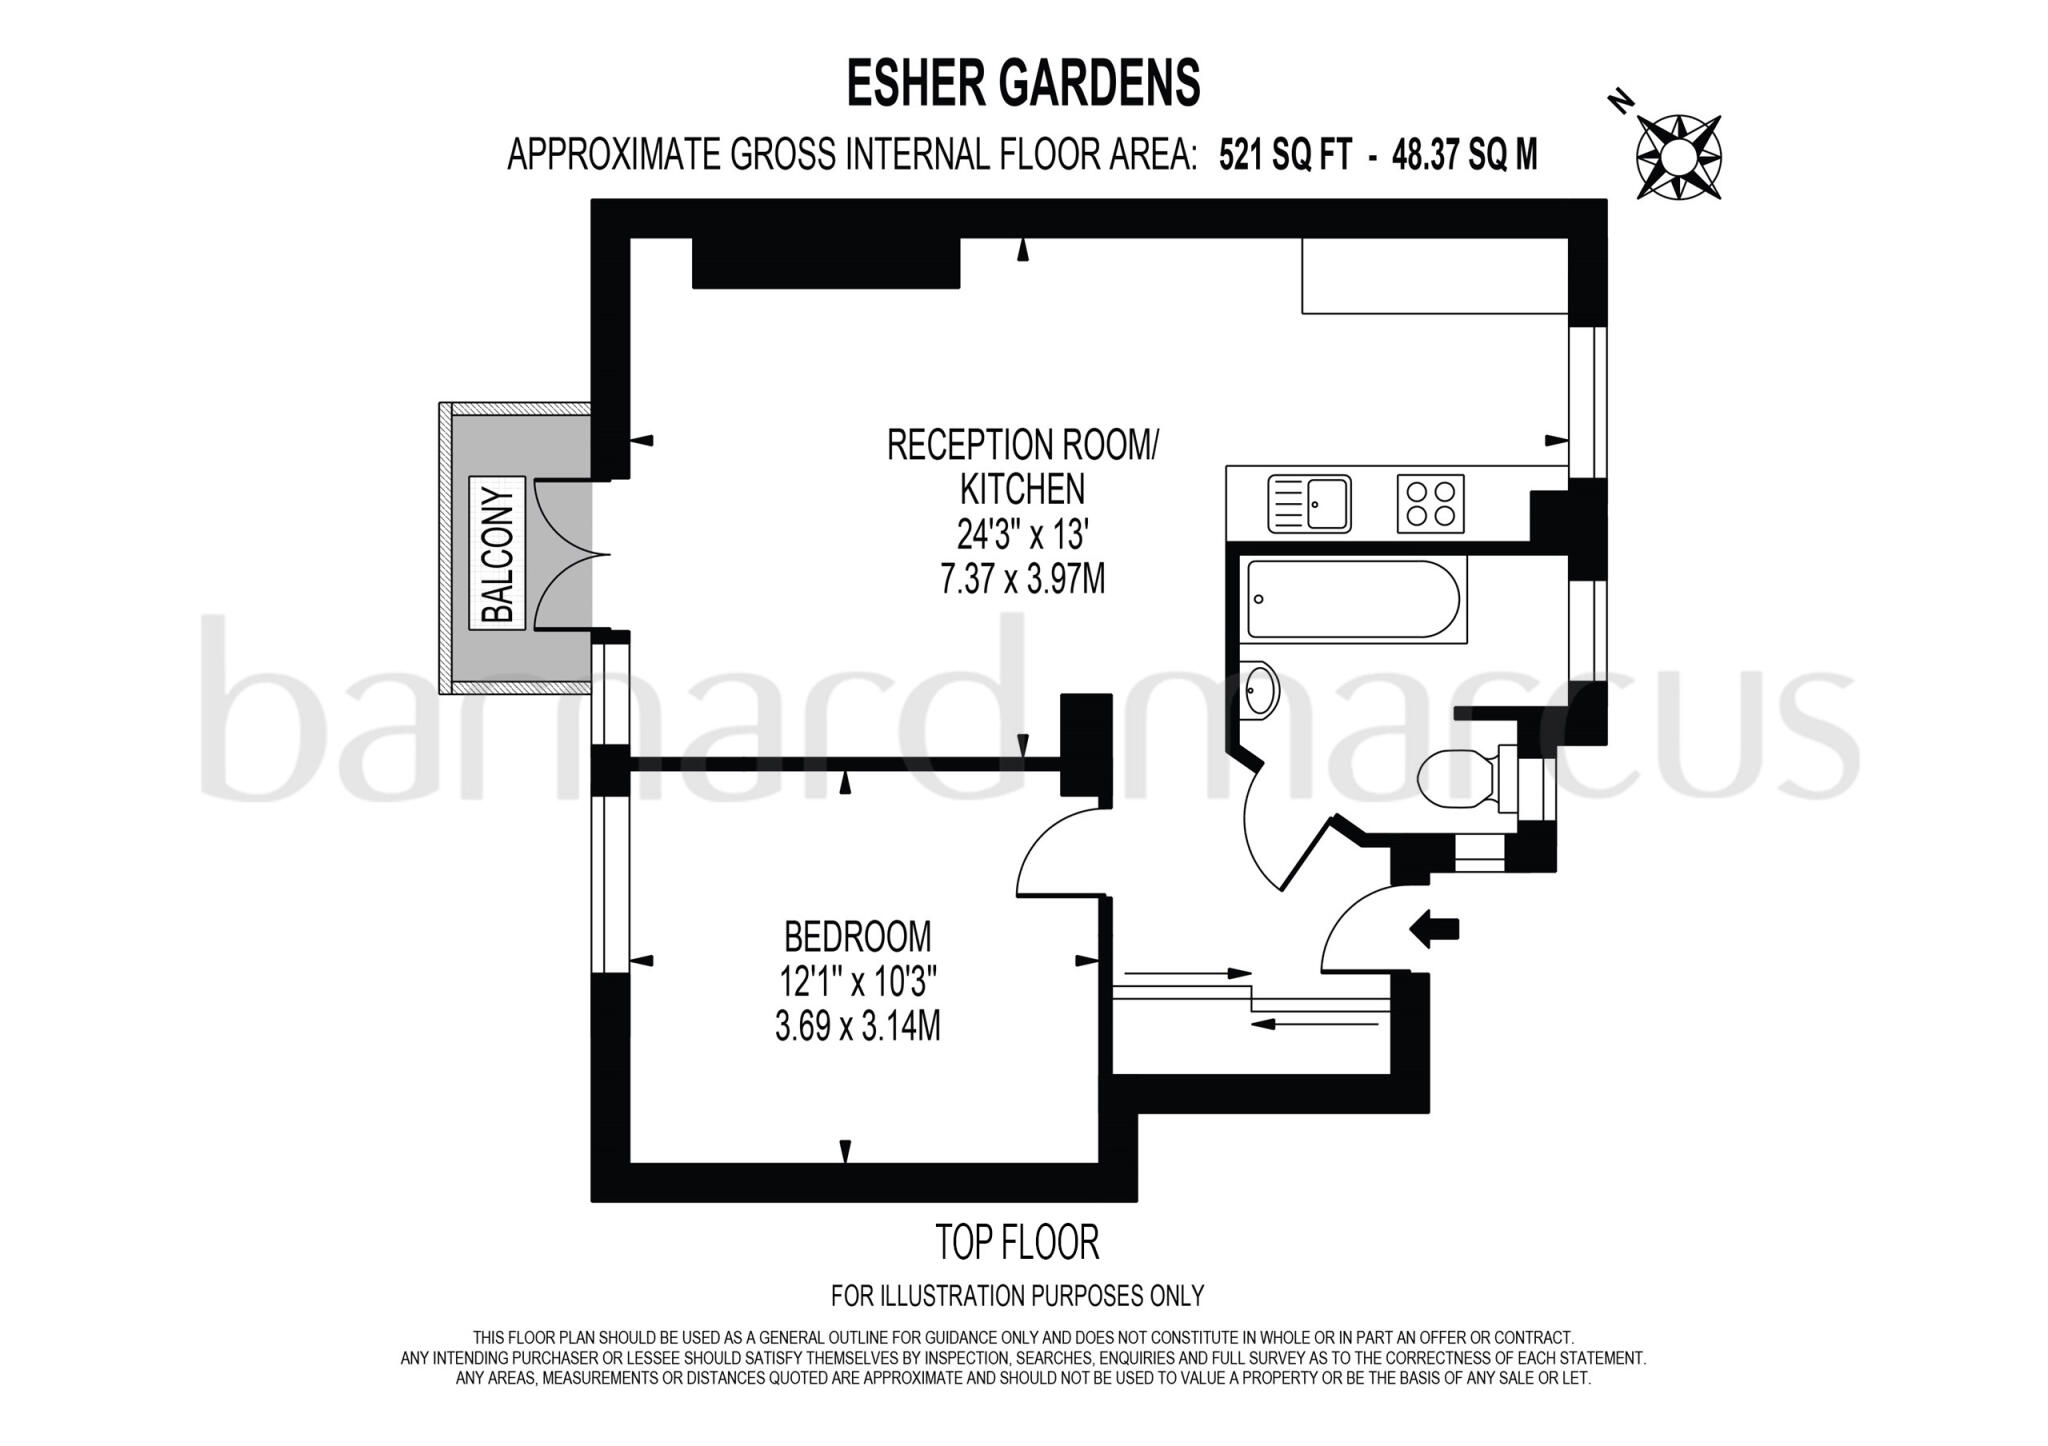 ESHER GARDENS
N
APPROXIMATE GROSS INTERNAL FLOOR AREA: 521 SQ FT - 48.37 SQ M
RECEPTION ROOM/
KITCHEN
24'3" x 13'
7.37 x 3.97M
BALCONY
barnard marcus
BEDROOM
12'1" x 10'3"
3.69 x 3.14M
TOP FLOOR
FOR ILLUSTRATION PURPOSES ONLY
THIS FLOOR PLAN SHOULD BE USED AS A GENERAL OUTLINE FOR GUIDANCE ONLY AND DOES NOT CONSTITUTE IN WHOLE OR IN PART AN OFFER OR CONTRACT.
ANY INTENDING PURCHASER OR LESSEE SHOULD SATISFY THEMSELVES BY INSPECTION, SEARCHES, ENQUIRIES AND FULL SURVEY AS TO THE CORRECTNESS OF EACH STATEMENT.
ANY AREAS, MEASUREMENTS OR DISTANCES QUOTED ARE APPROXIMATE AND SHOULD NOT BE USED TO VALUE A PROPERTY OR BE THE BASIS OF ANY SALE OR LET.